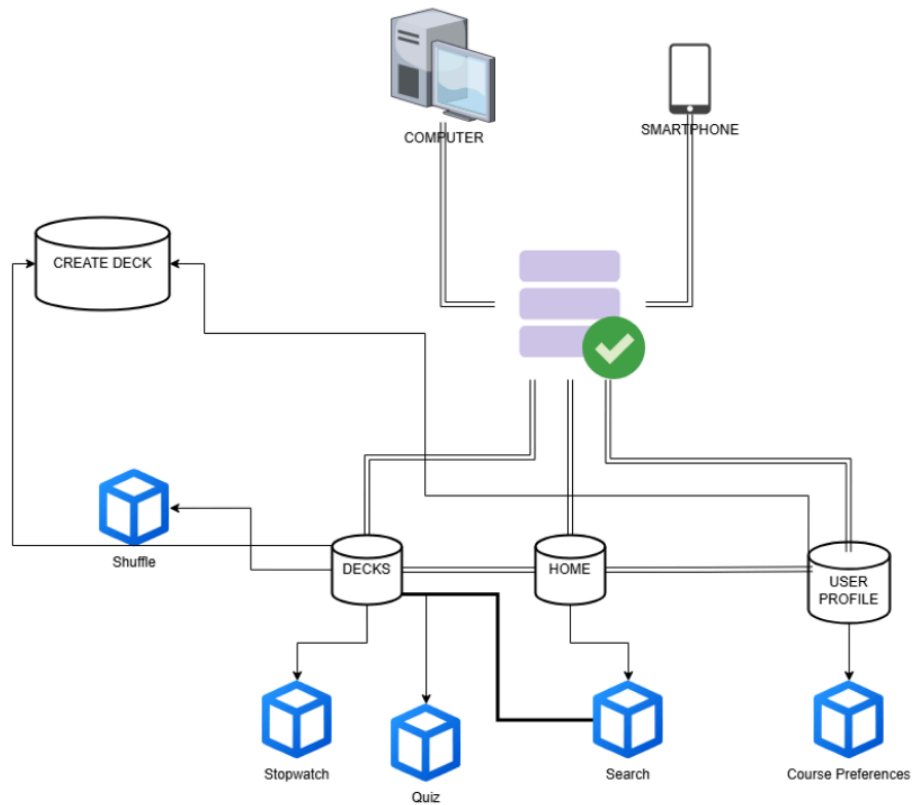 COMPUTER
SMARTPHONE
CREATE DECK
Shuffle
DECKS
HOME
USER
PROFILE
Stopwatch
Quiz
Search
Course Preferences